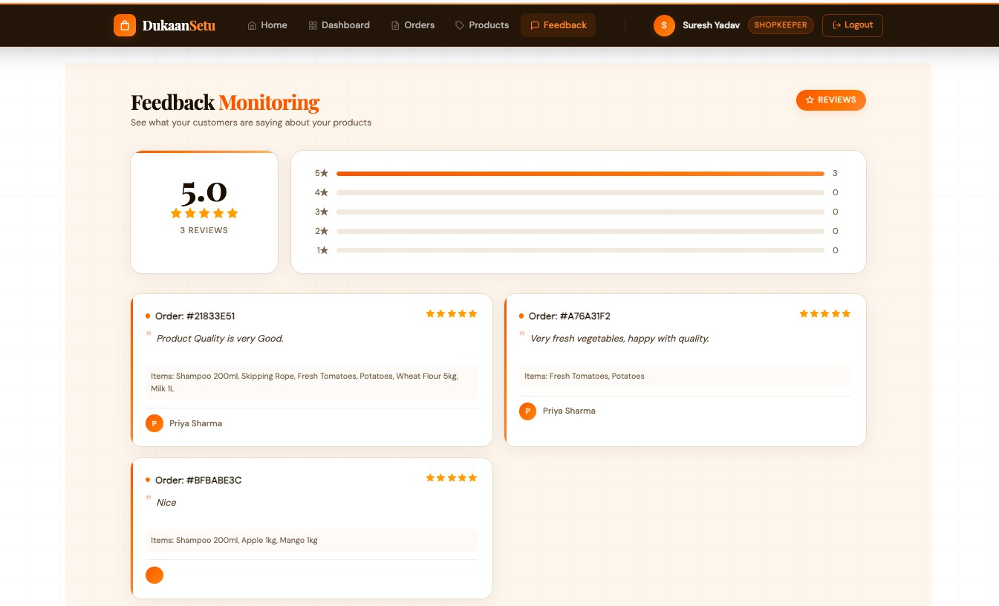 DukaanSetu
Home
Dashboard
Orders
Products
Feedback
S
Suresh Yadav
SHOPKEEPER
Logout
Feedback Monitoring
REVIEWS
See what your customers are saying about your products
5.0
★★★★★
3 REVIEWS
5★ 3
4★ 0
3★ 0
2★ 0
1★ 0
Order: #21833E51 ★★★★★
" Product Quality is very Good.
Items: Shampoo 200ml, Skipping Rope, Fresh Tomatoes, Potatoes, Wheat Flour 5kg,
Milk 1L
P Priya Sharma
Order: #A76A31F2 ★★★★★
" Very fresh vegetables, happy with quality.
Items: Fresh Tomatoes, Potatoes
P Priya Sharma
Order: #BFBABE3C ★★★★★
" Nice
Items: Shampoo 200ml, Apple 1kg, Mango 1kg